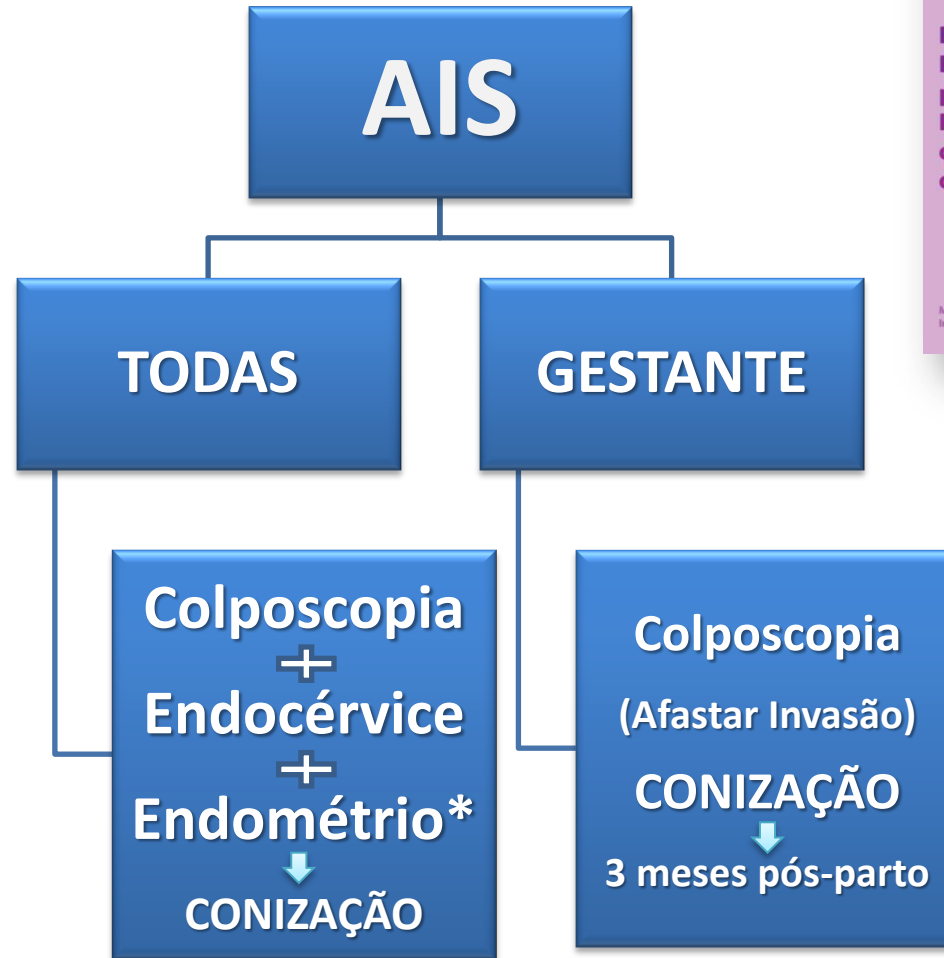 AIS
TODAS
GESTANTE
Colposcopia
+
Endocérvice
+
Endométrio*
CONIZAÇÃO
Colposcopia
(Afastar Invasão)
CONIZAÇÃO
3 meses pós-parto